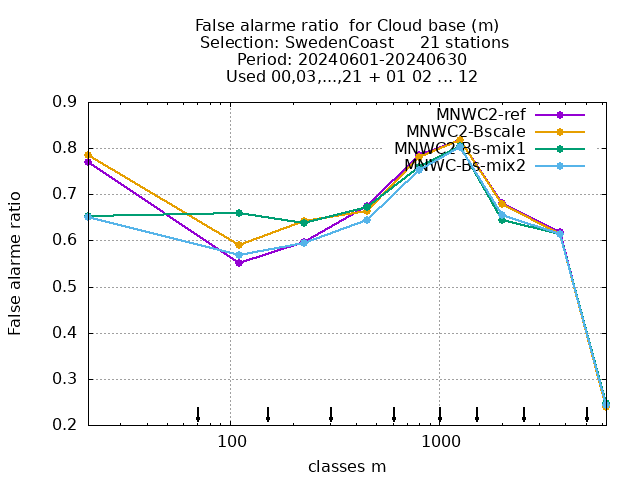 False alarme ratio  for Cloud base (m)
Selection: SwedenCoast     21 stations
Period: 20240601-20240630
Used 00,03,...,21 + 01 02 ... 12
0.9
0.8
0.7
0.6
0.5
0.4
0.3
0.2
False alarme ratio
MNWC2-ref
MNWC2-Bscale
MNWC2-Bs-mix1
MNWC-Bs-mix2
100
1000
classes m